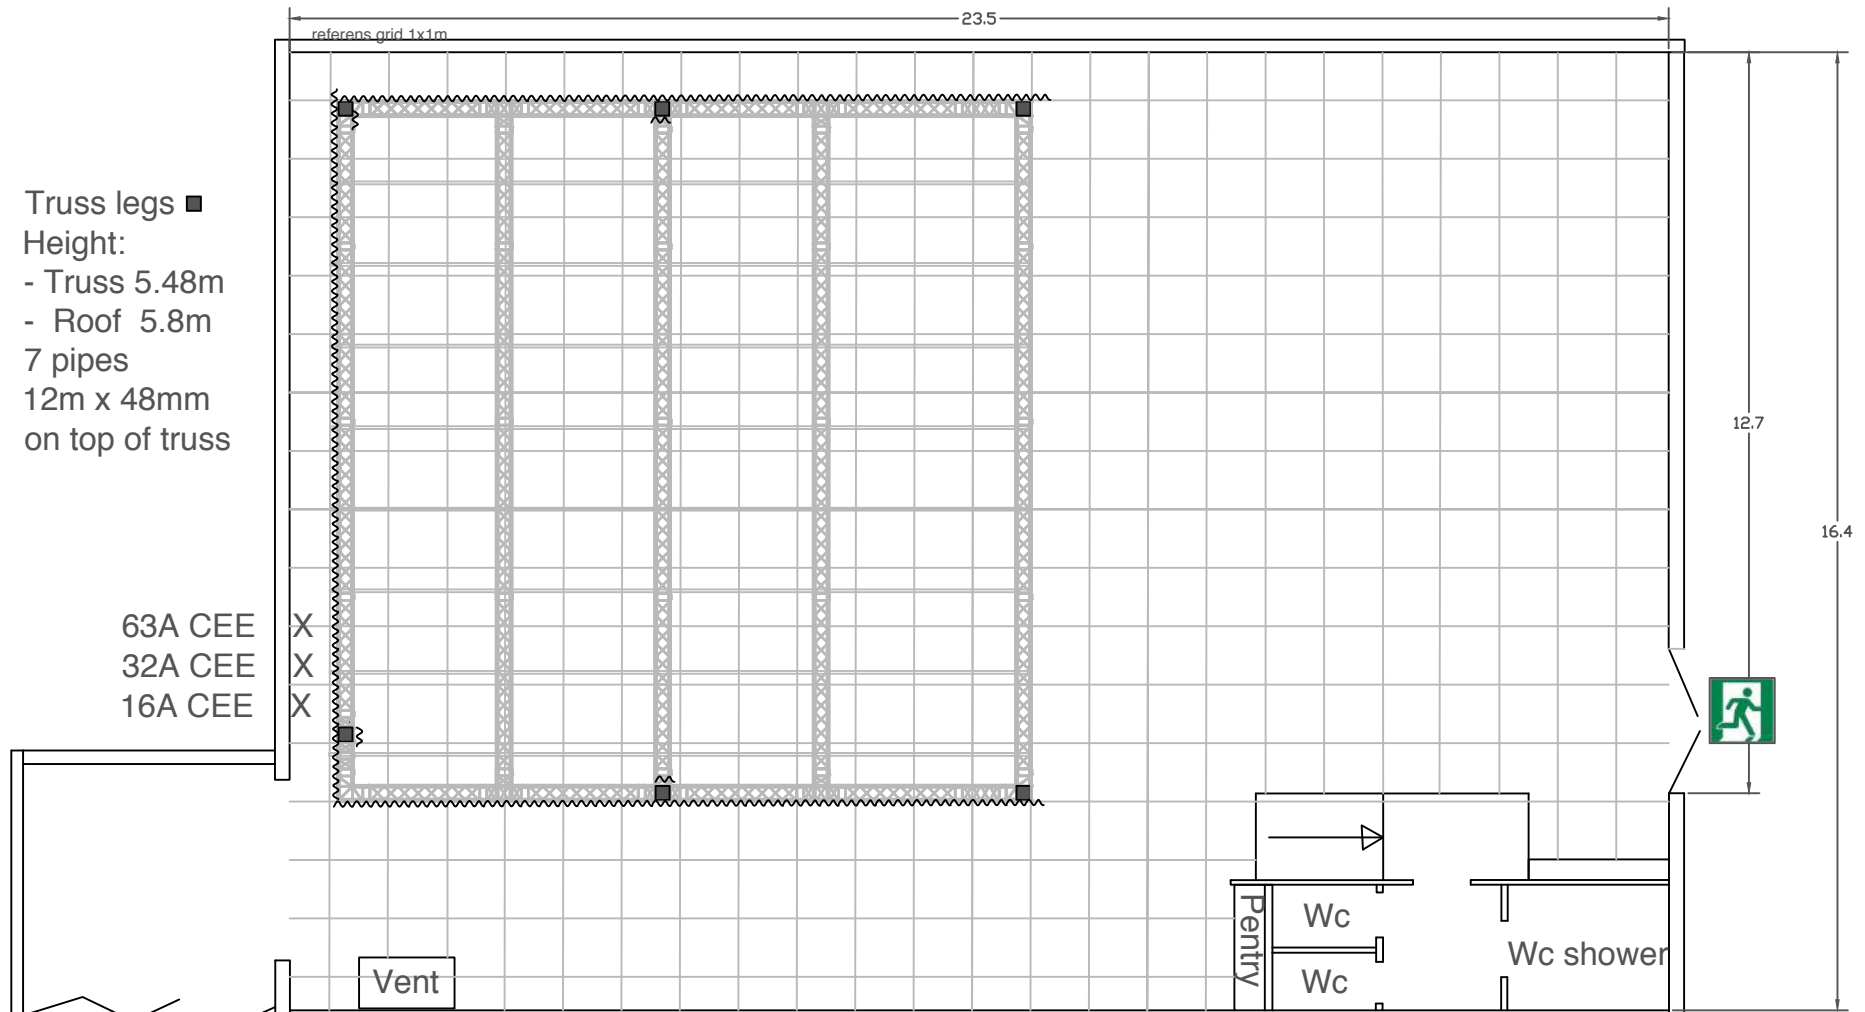 23.5
referens grid 1x1m
Truss legs
Height:
- Truss 5.48m
- Roof 5.8m
7 pipes
12m x 48mm
on top of truss
12.7
16.4
63A CEE X
32A CEE X
16A CEE X
Pentry
Wc
Wc shower
Wc
Vent